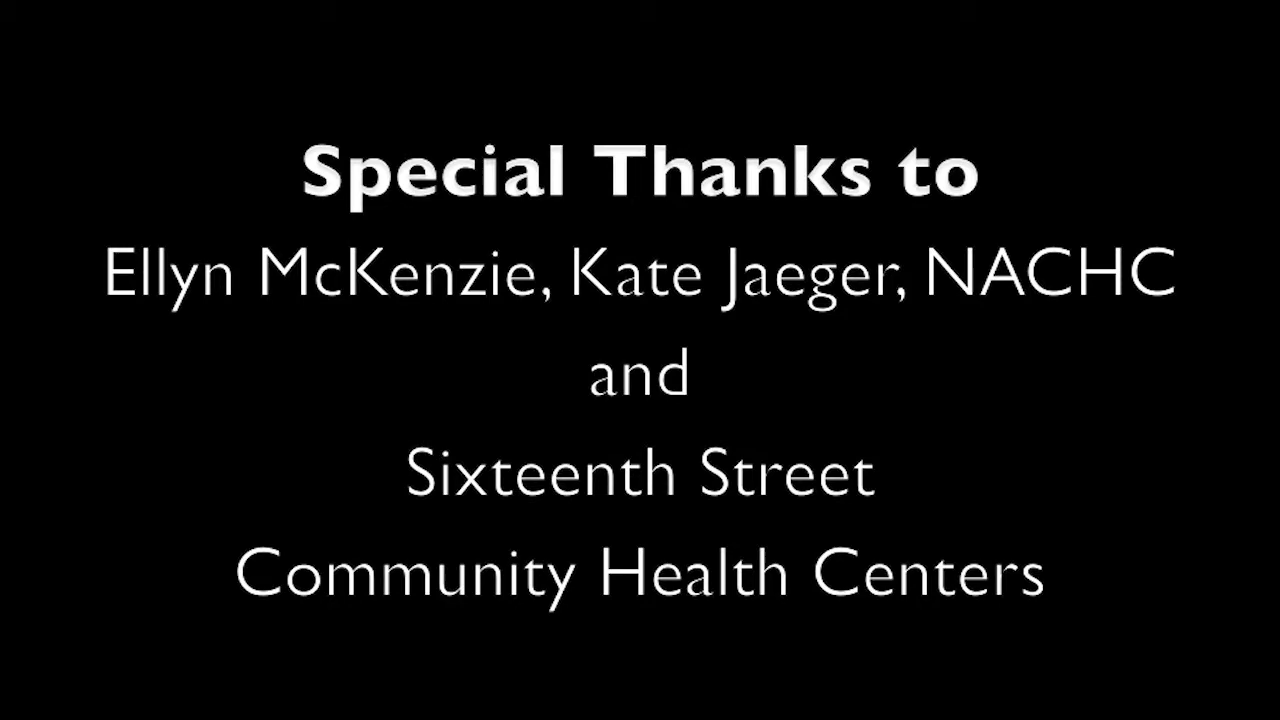 Special Thanks to
Ellyn McKenzie, Kate Jaeger, NACHC
and
Sixteenth Street
Community Health Centers